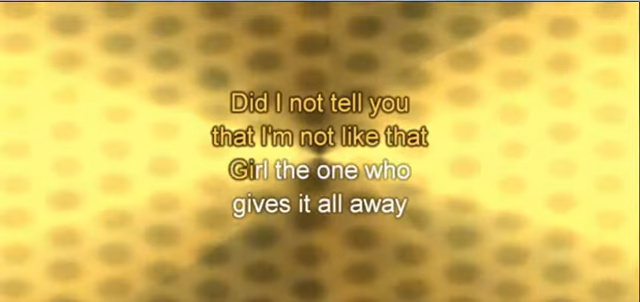 Did I not tell you
that I'm not like that
Girl the one who
gives it all away